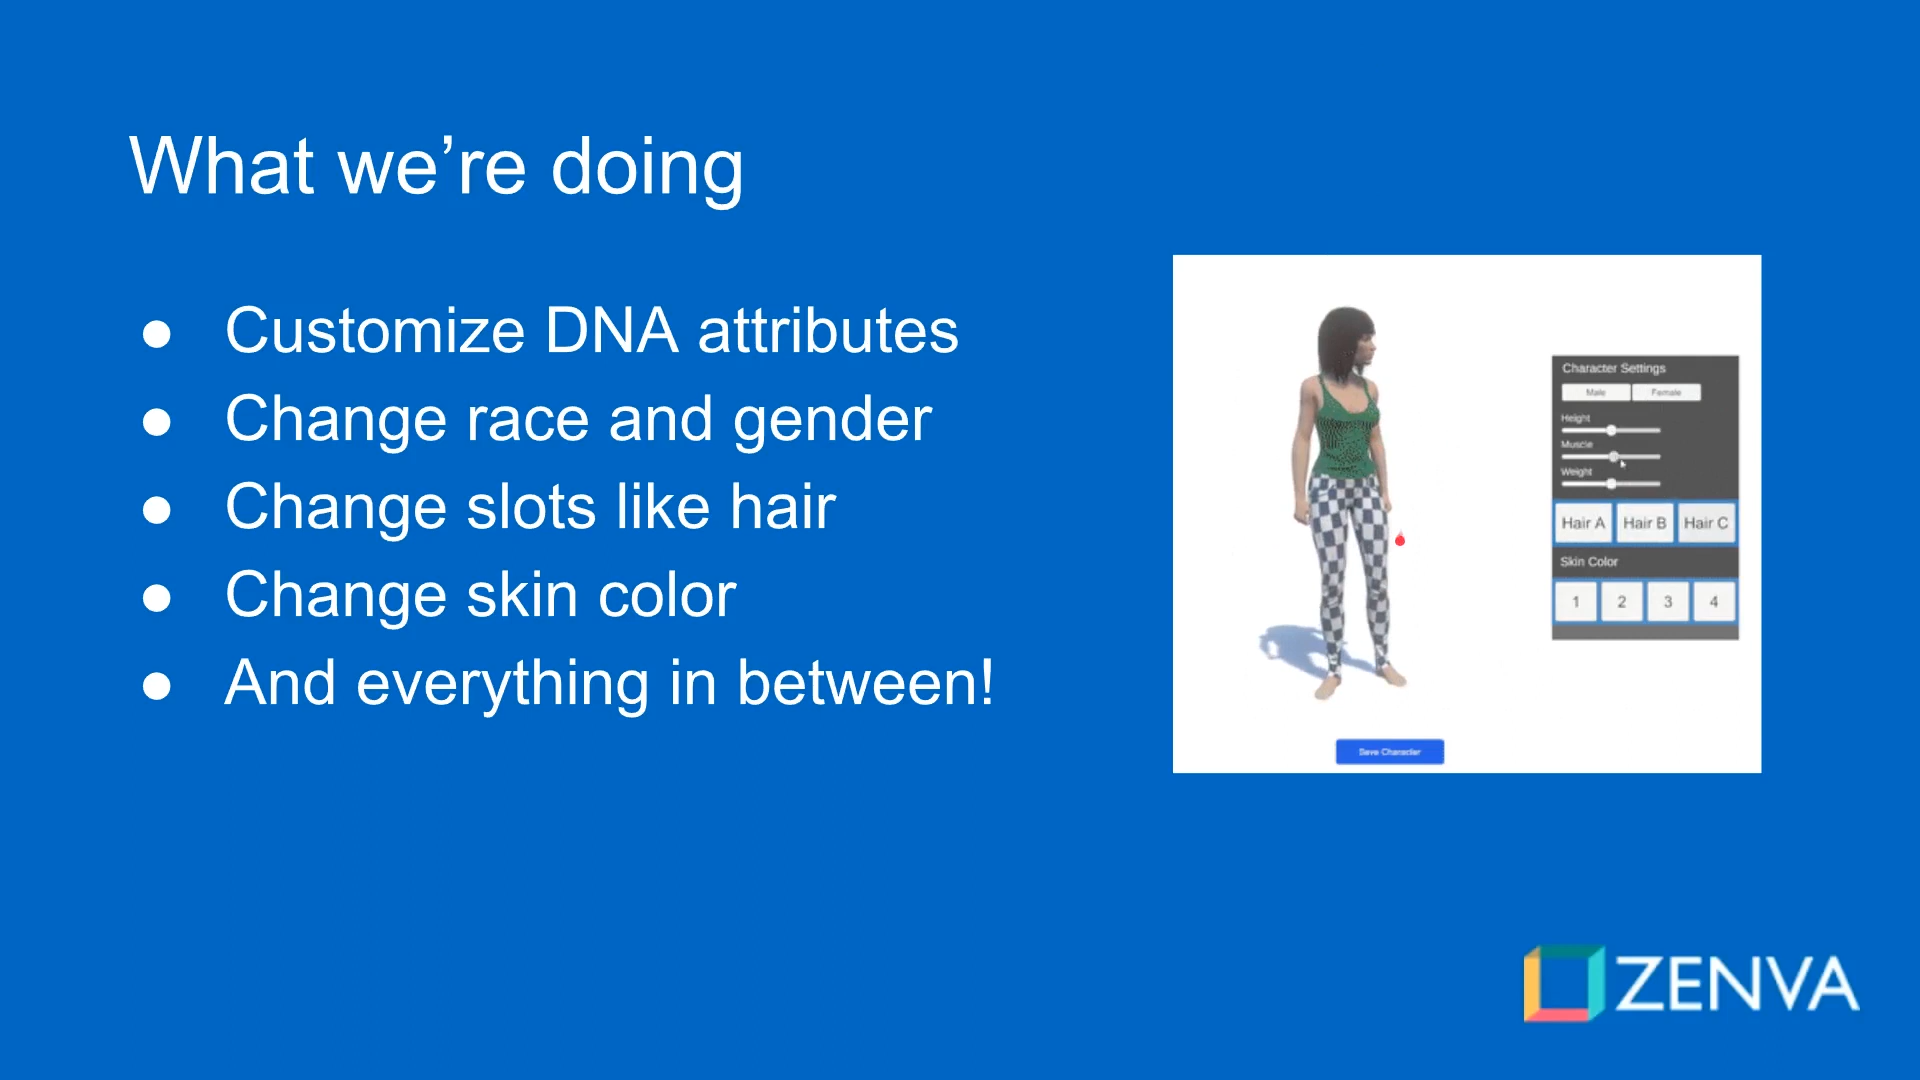 What we’re doing
● Customize DNA attributes
● Change race and gender
● Change slots like hair
● Change skin color
● And everything in between!
Character Settings
Male Female
Height
Muscle
Weight
Hair A Hair B Hair C
Skin Color
1 2 3 4
Save Character
ZENVA